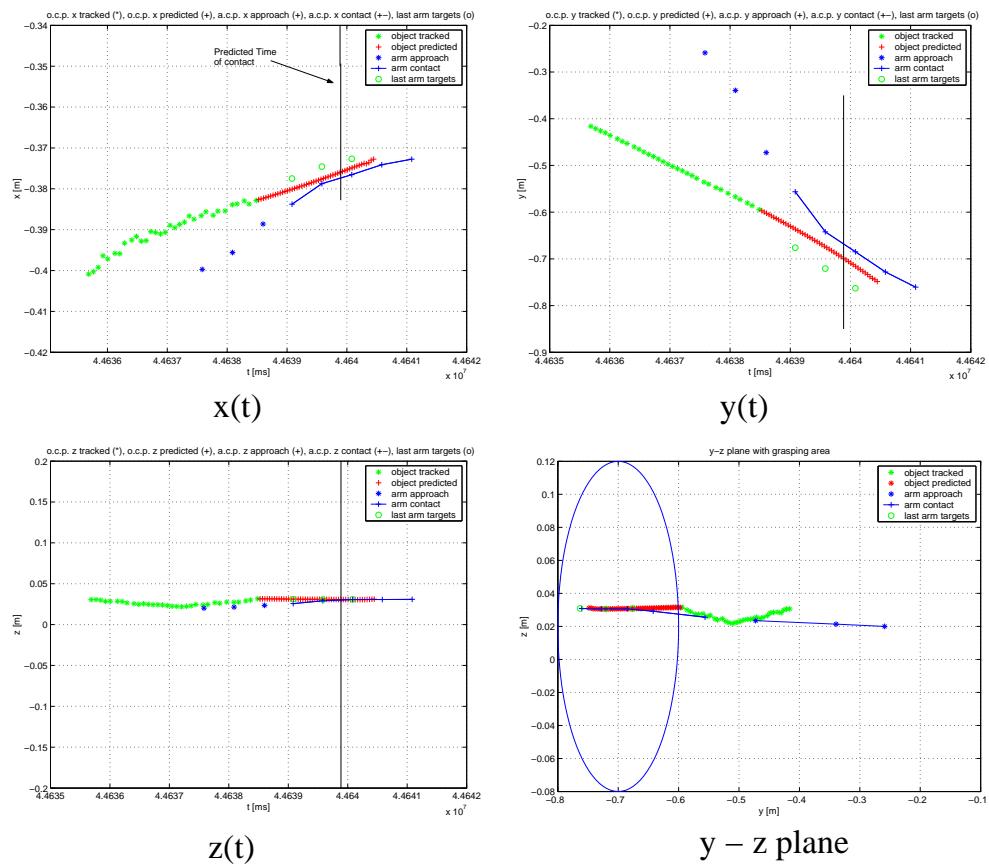 o.c.p. x tracked (*), o.c.p. x predicted (+), a.c.p. x approach (+), a.c.p. x contact (+−), last arm targets (o)
−0.34
−0.35
−0.36
−0.37
−0.38
−0.39
−0.4
−0.41
−0.42
x [m]
Predicted Time
of contact
object tracked
object predicted
arm approach
arm contact
last arm targets
4.4636 4.4637 4.4638 4.4639 4.464 4.4641 4.4642
t [ms]
x 10⁷
x(t)
o.c.p. y tracked (*), o.c.p. y predicted (+), a.c.p. y approach (+), a.c.p. y contact (+−), last arm targets (o)
−0.2
−0.3
−0.4
−0.5
−0.6
−0.7
−0.8
−0.9
y [m]
object tracked
object predicted
arm approach
arm contact
last arm targets
4.4635 4.4636 4.4637 4.4638 4.4639 4.464 4.4641 4.4642
t [ms]
x 10⁷
y(t)
o.c.p. z tracked (*), o.c.p. z predicted (+), a.c.p. z approach (+), a.c.p. z contact (+−), last arm targets (o)
0.2
0.15
0.1
0.05
0
−0.05
−0.1
−0.15
−0.2
z [m]
object tracked
object predicted
arm approach
arm contact
last arm targets
4.4635 4.4636 4.4637 4.4638 4.4639 4.464 4.4641 4.4642
t [ms]
x 10⁷
z(t)
y−z plane with grasping area
0.12
0.1
0.08
0.06
0.04
0.02
0
−0.02
−0.04
−0.06
−0.08
z [m]
object tracked
object predicted
arm approach
arm contact
last arm targets
−0.8 −0.7 −0.6 −0.5 −0.4 −0.3 −0.2 −0.1
y [m]
y − z plane